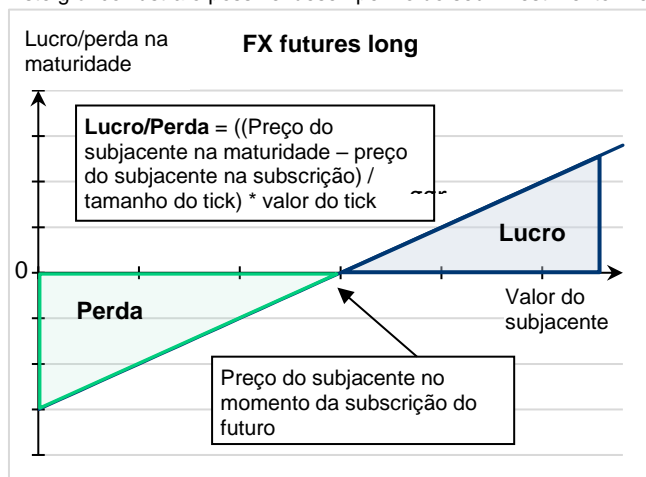 Lucro/perda na
maturidade
FX futures long
Lucro/Perda = ((Preço do
subjacente na maturidade – preço
do subjacente na subscrição) /
tamanho do tick) * valor do tick
Lucro
0
Perda
Valor do
subjacente
Preço do subjacente no
momento da subscrição do
futuro